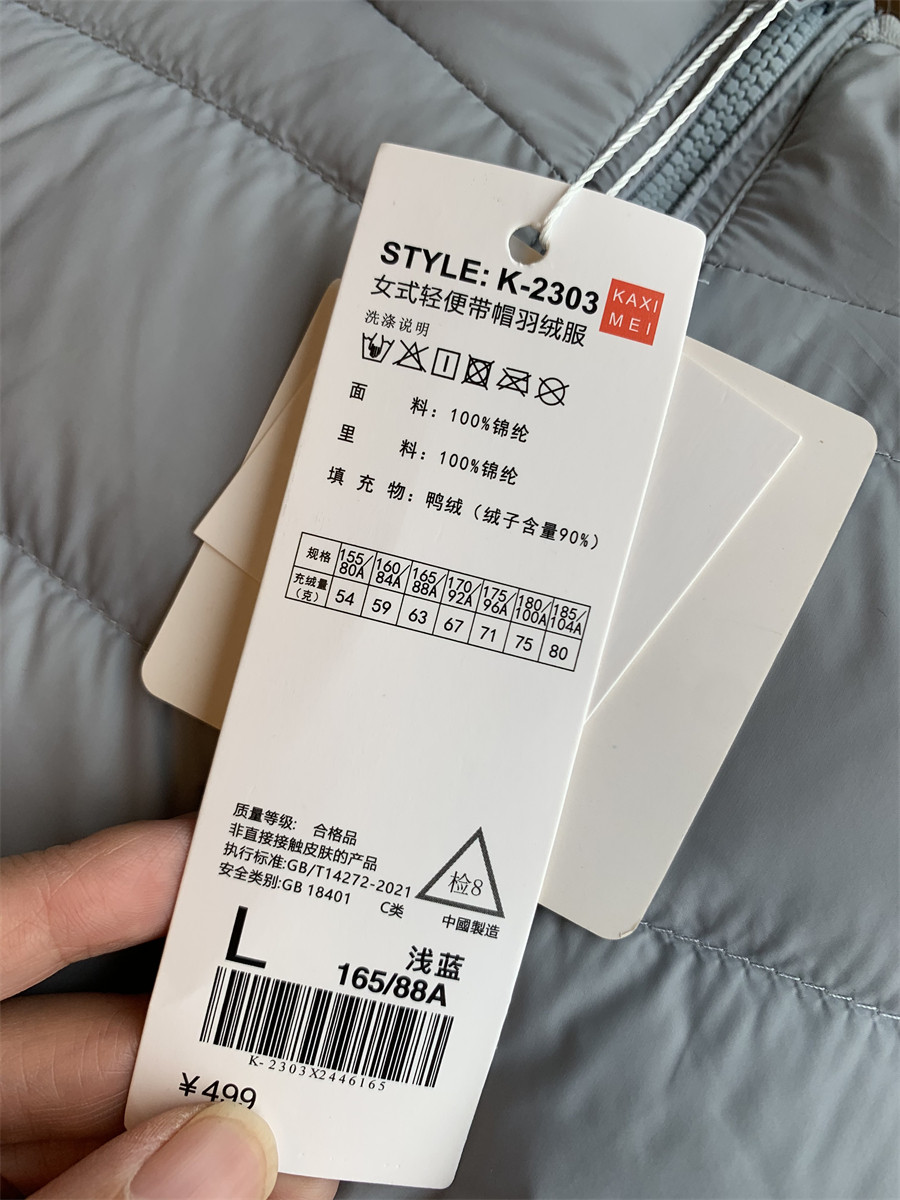 STYLE: K-2303
KAXI
MEI
女式轻便带帽羽绒服
洗涤说明
面 料：100%锦纶
里 料：100%锦纶
填充物：鸭绒（绒子含量90%）
规格 155/80A 160/84A 165/88A 170/92A 175/96A 180/100A 185/104A
充绒量（克） 54 59 63 67 71 75 80
质量等级: 合格品
非直接接触皮肤的产品
执行标准:GB/T14272-2021
安全类别:GB 18401 C类
检8
中國製造
L
浅蓝
165/88A
K-2303X2446165
¥499